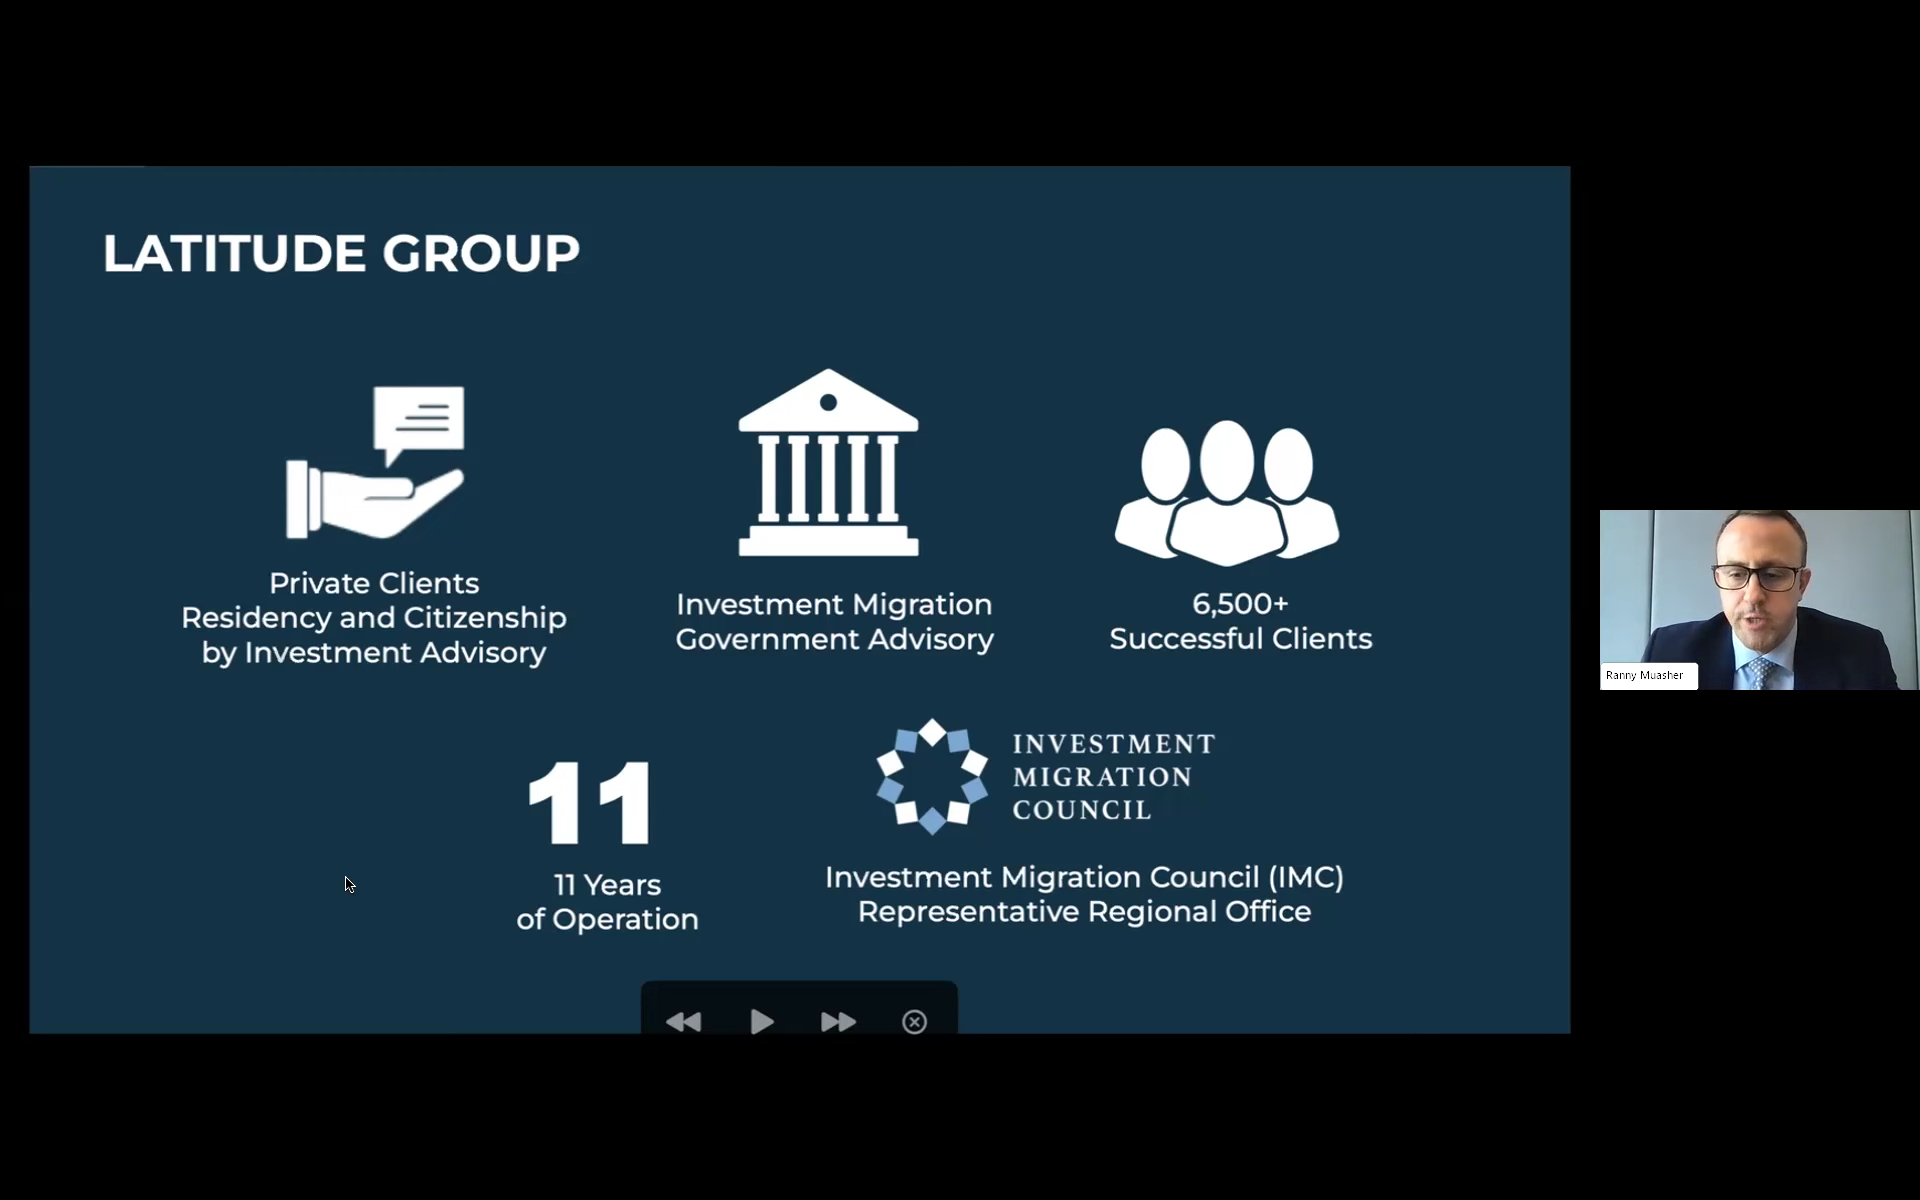 LATITUDE GROUP
Private Clients
Residency and Citizenship
by Investment Advisory
Investment Migration
Government Advisory
6,500+
Successful Clients
11
11 Years
of Operation
INVESTMENT
MIGRATION
COUNCIL
Investment Migration Council (IMC)
Representative Regional Office
Ranny Muasher